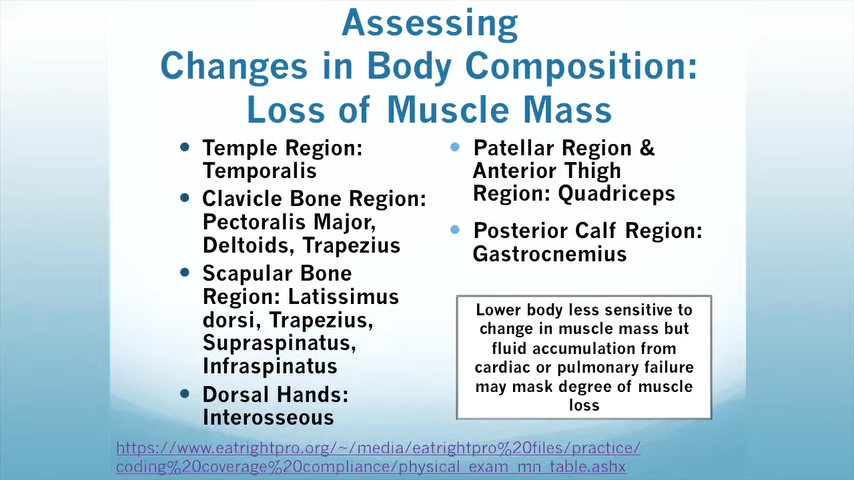 Assessing
Changes in Body Composition:
Loss of Muscle Mass
• Temple Region:
Temporalis
• Clavicle Bone Region:
Pectoralis Major,
Deltoids, Trapezius
• Scapular Bone
Region: Latissimus
dorsi, Trapezius,
Supraspinatus,
Infraspinatus
• Dorsal Hands:
Interosseous
• Patellar Region &
Anterior Thigh
Region: Quadriceps
• Posterior Calf Region:
Gastrocnemius
Lower body less sensitive to
change in muscle mass but
fluid accumulation from
cardiac or pulmonary failure
may mask degree of muscle
loss
https://www.eatrightpro.org/~/media/eatrightpro%20files/practice/
coding%20coverage%20compliance/physical_exam_mn_table.ashx